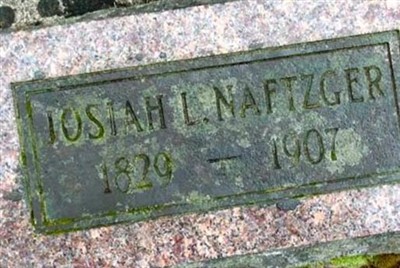 IOSIAH L. NAFTZGER
1829 — 1907